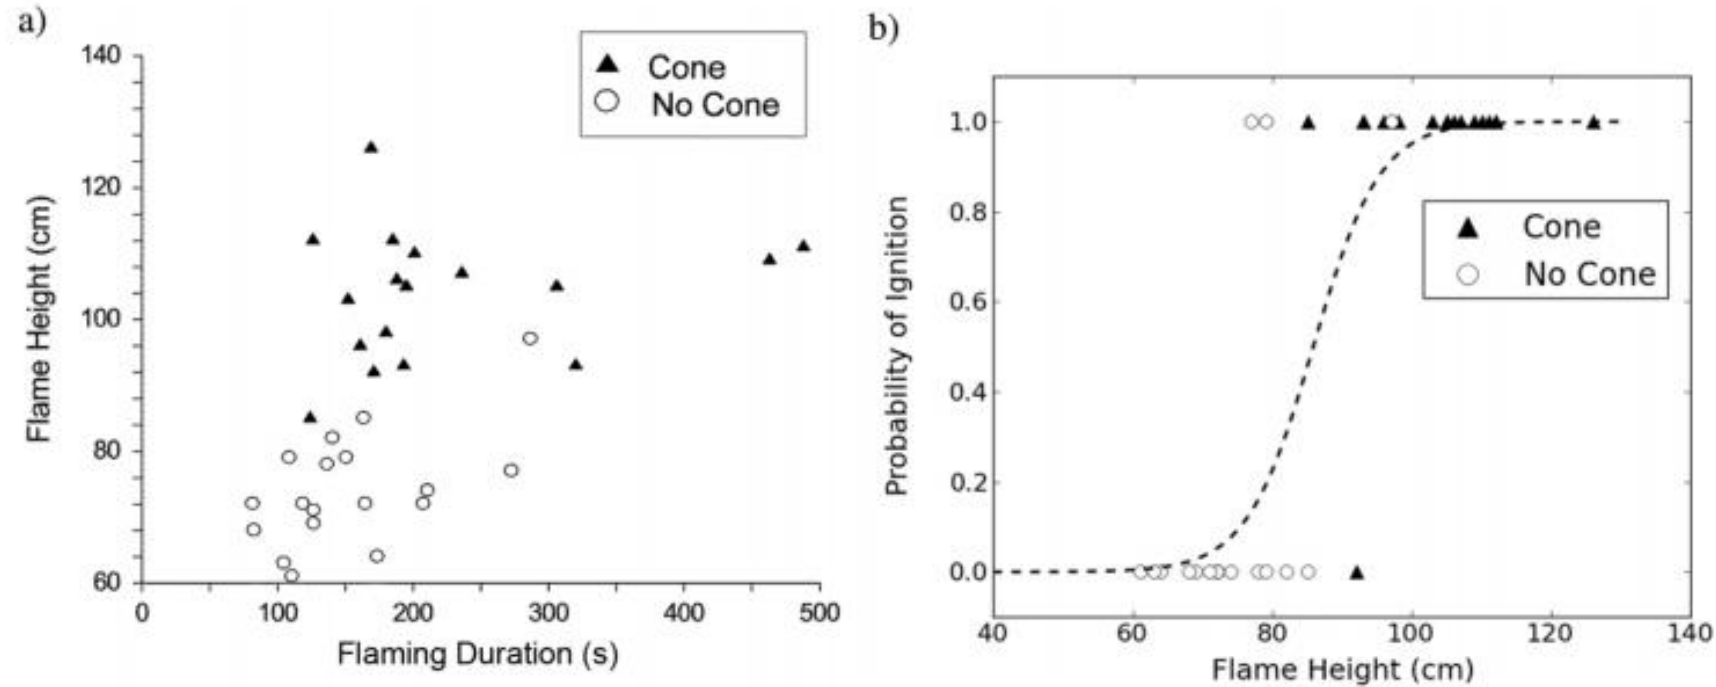 a)
140
120
100
80
60
0 100 200 300 400 500
Flame Height (cm)
Flaming Duration (s)
Cone
No Cone
b)
1.0
0.8
0.6
0.4
0.2
0.0
40 60 80 100 120 140
Probability of Ignition
Flame Height (cm)
Cone
No Cone